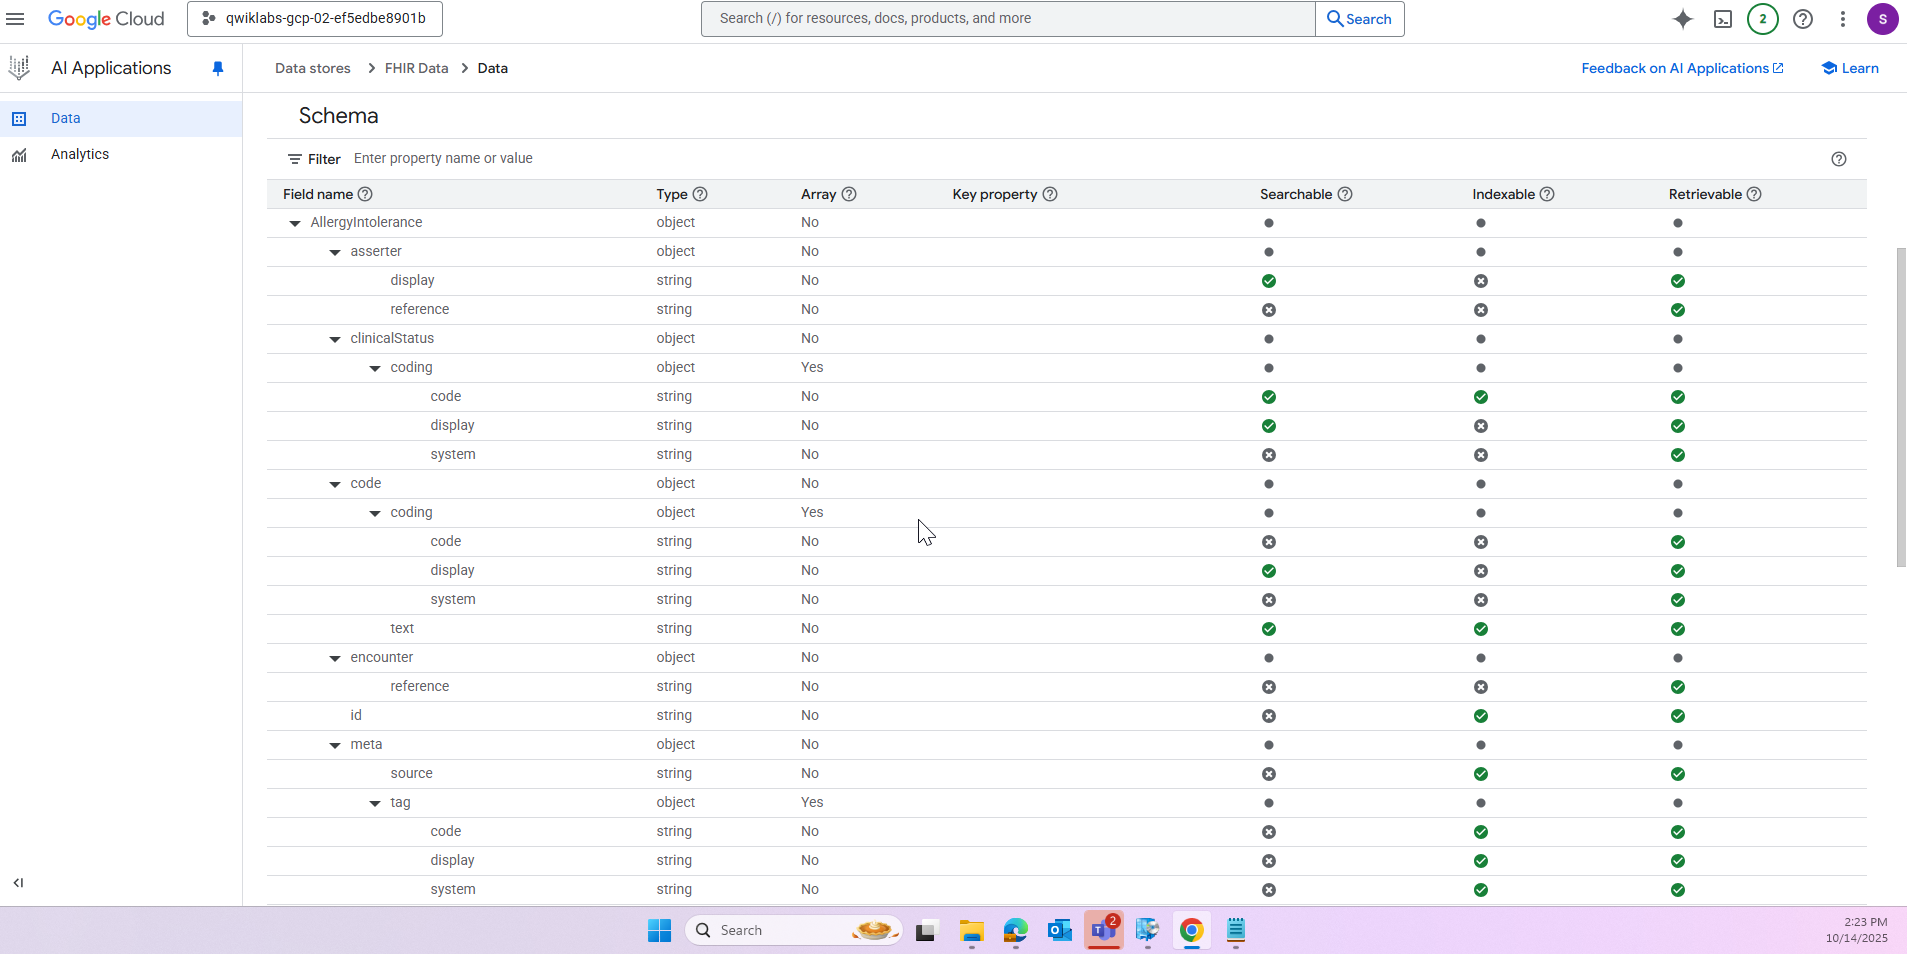 Google Cloud
qwiklabs-gcp-02-ef5edbe8901b
Search (/) for resources, docs, products, and more
Search
2
S
AI Applications
Data stores > FHIR Data > Data
Feedback on AI Applications
Learn
Data
Analytics
Schema
Filter Enter property name or value
Field name Type Array Key property Searchable Indexable Retrievable
AllergyIntolerance object No
asserter object No
display string No
reference string No
clinicalStatus object No
coding object Yes
code string No
display string No
system string No
code object No
coding object Yes
code string No
display string No
system string No
text string No
encounter object No
reference string No
id string No
meta object No
source string No
tag object Yes
code string No
display string No
system string No
Search
2
2:23 PM
10/14/2025